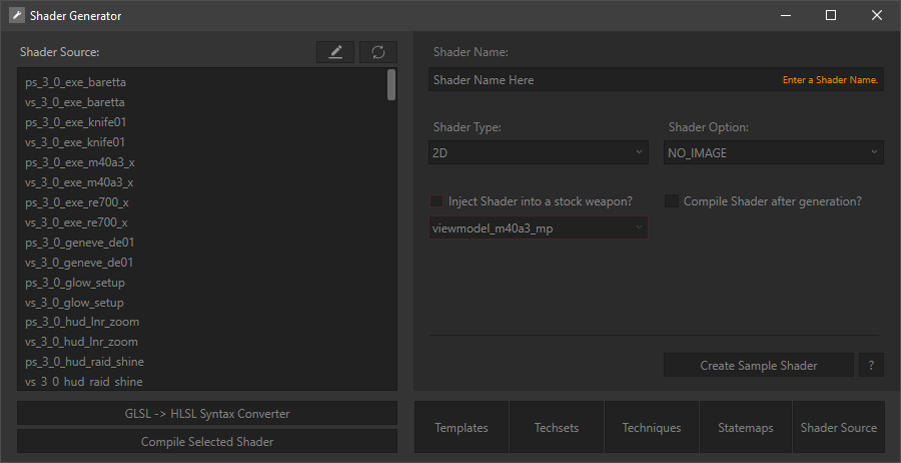 Shader Generator
Shader Source:
ps_3_0_exe_baretta
vs_3_0_exe_baretta
ps_3_0_exe_knife01
vs_3_0_exe_knife01
ps_3_0_exe_m40a3_x
vs_3_0_exe_m40a3_x
ps_3_0_exe_re700_x
vs_3_0_exe_re700_x
ps_3_0_geneve_de01
vs_3_0_geneve_de01
ps_3_0_glow_setup
vs_3_0_glow_setup
ps_3_0_hud_lnr_zoom
vs_3_0_hud_lnr_zoom
ps_3_0_hud_raid_shine
vs_3_0_hud_raid_shine
GLSL -> HLSL Syntax Converter
Compile Selected Shader
Shader Name:
Shader Name Here Enter a Shader Name.
Shader Type: Shader Option:
2D NO_IMAGE
Inject Shader into a stock weapon? Compile Shader after generation?
viewmodel_m40a3_mp
Create Sample Shader ?
Templates Techsets Techniques Statemaps Shader Source